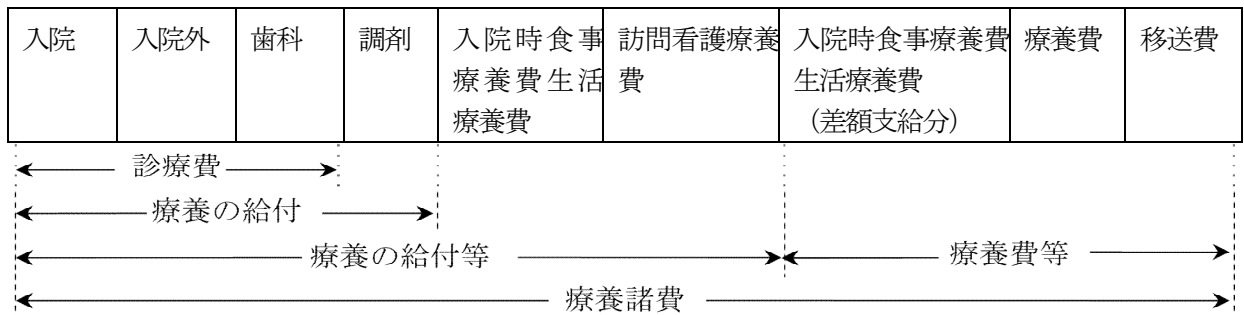 入院
入院外
歯科
調剤
入院時食事
療養費生活
療養費
訪問看護療養
費
入院時食事療養費
生活療養費
（差額支給分）
療養費
移送費
診療費
療養の給付
療養の給付等
療養費等
療養諸費